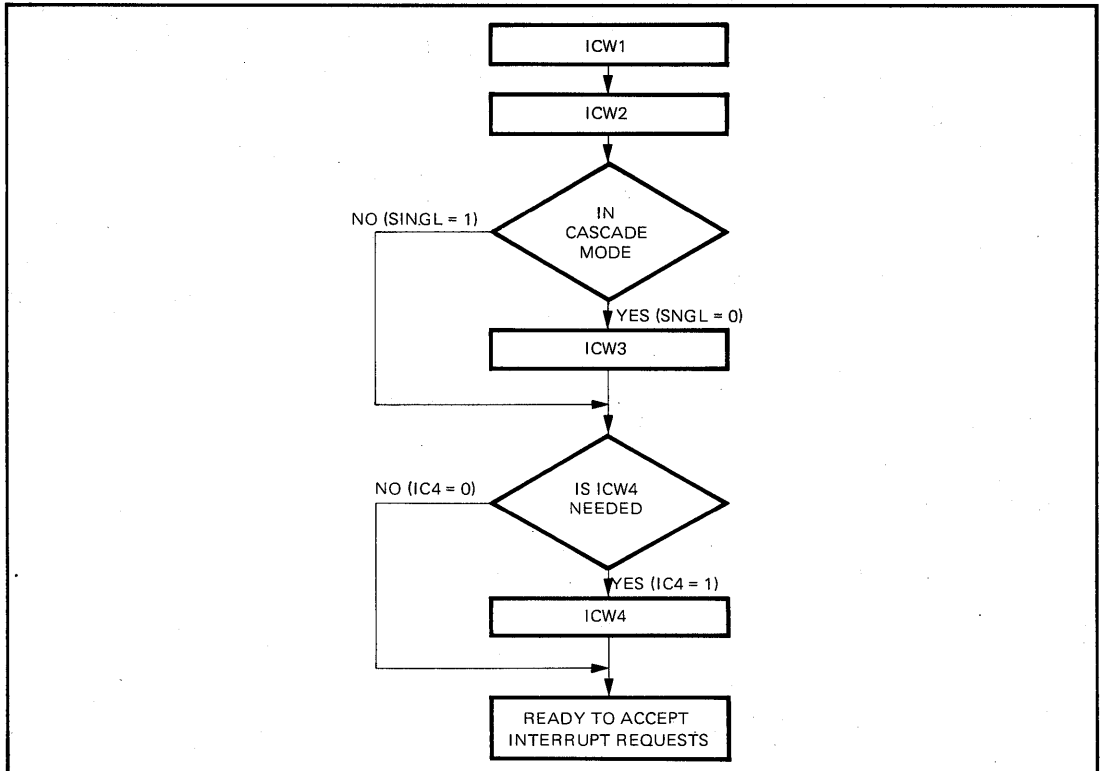 ICW1
ICW2
IN
CASCADE
MODE
NO (SINGL = 1)
YES (SNGL = 0)
ICW3
IS ICW4
NEEDED
NO (IC4 = 0)
YES (IC4 = 1)
ICW4
READY TO ACCEPT
INTERRUPT REQUESTS